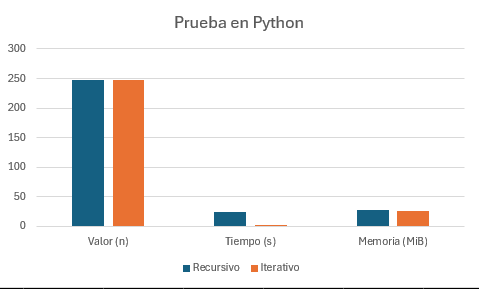 Prueba en Python
300
250
200
150
100
50
0
Valor (n) Tiempo (s) Memoria (MiB)
Recursivo Iterativo